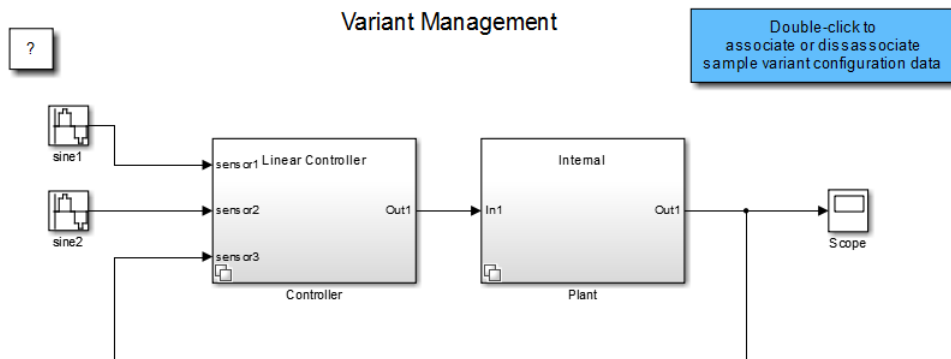 Variant Management
?
Double-click to
associate or dissassociate
sample variant configuration data
sine1
sine2
Linear Controller
sensor1
sensor2
sensor3
Out1
Controller
Internal
In1
Out1
Plant
Scope